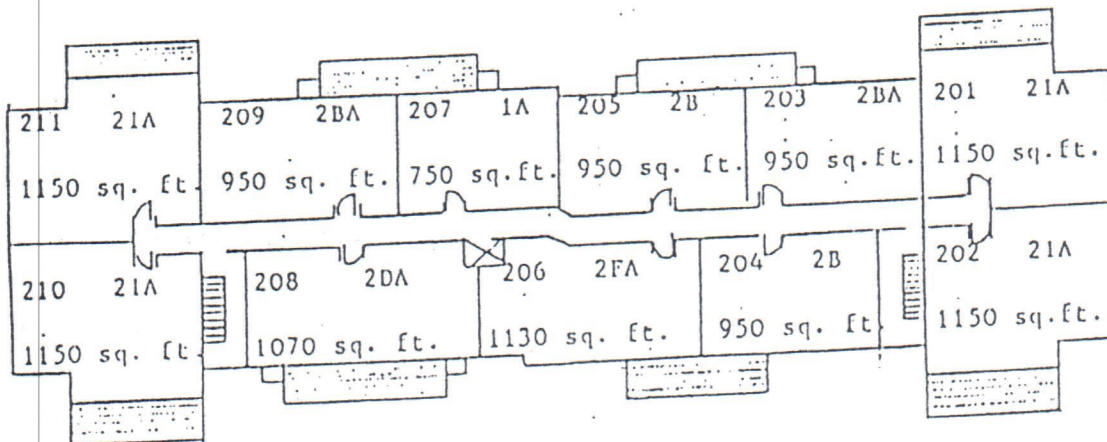 211 21A
1150 sq. ft.
209 2BA
950 sq. ft.
207 1A
750 sq. ft.
205 2B
950 sq. ft.
203 2BA
950 sq. ft.
201 21A
1150 sq.ft.
210 21A
1150 sq. ft.
208 2DA
1070 sq. ft.
206 2FA
1130 sq. ft.
204 2B
950 sq. ft
202 21A
1150 sq. ft.